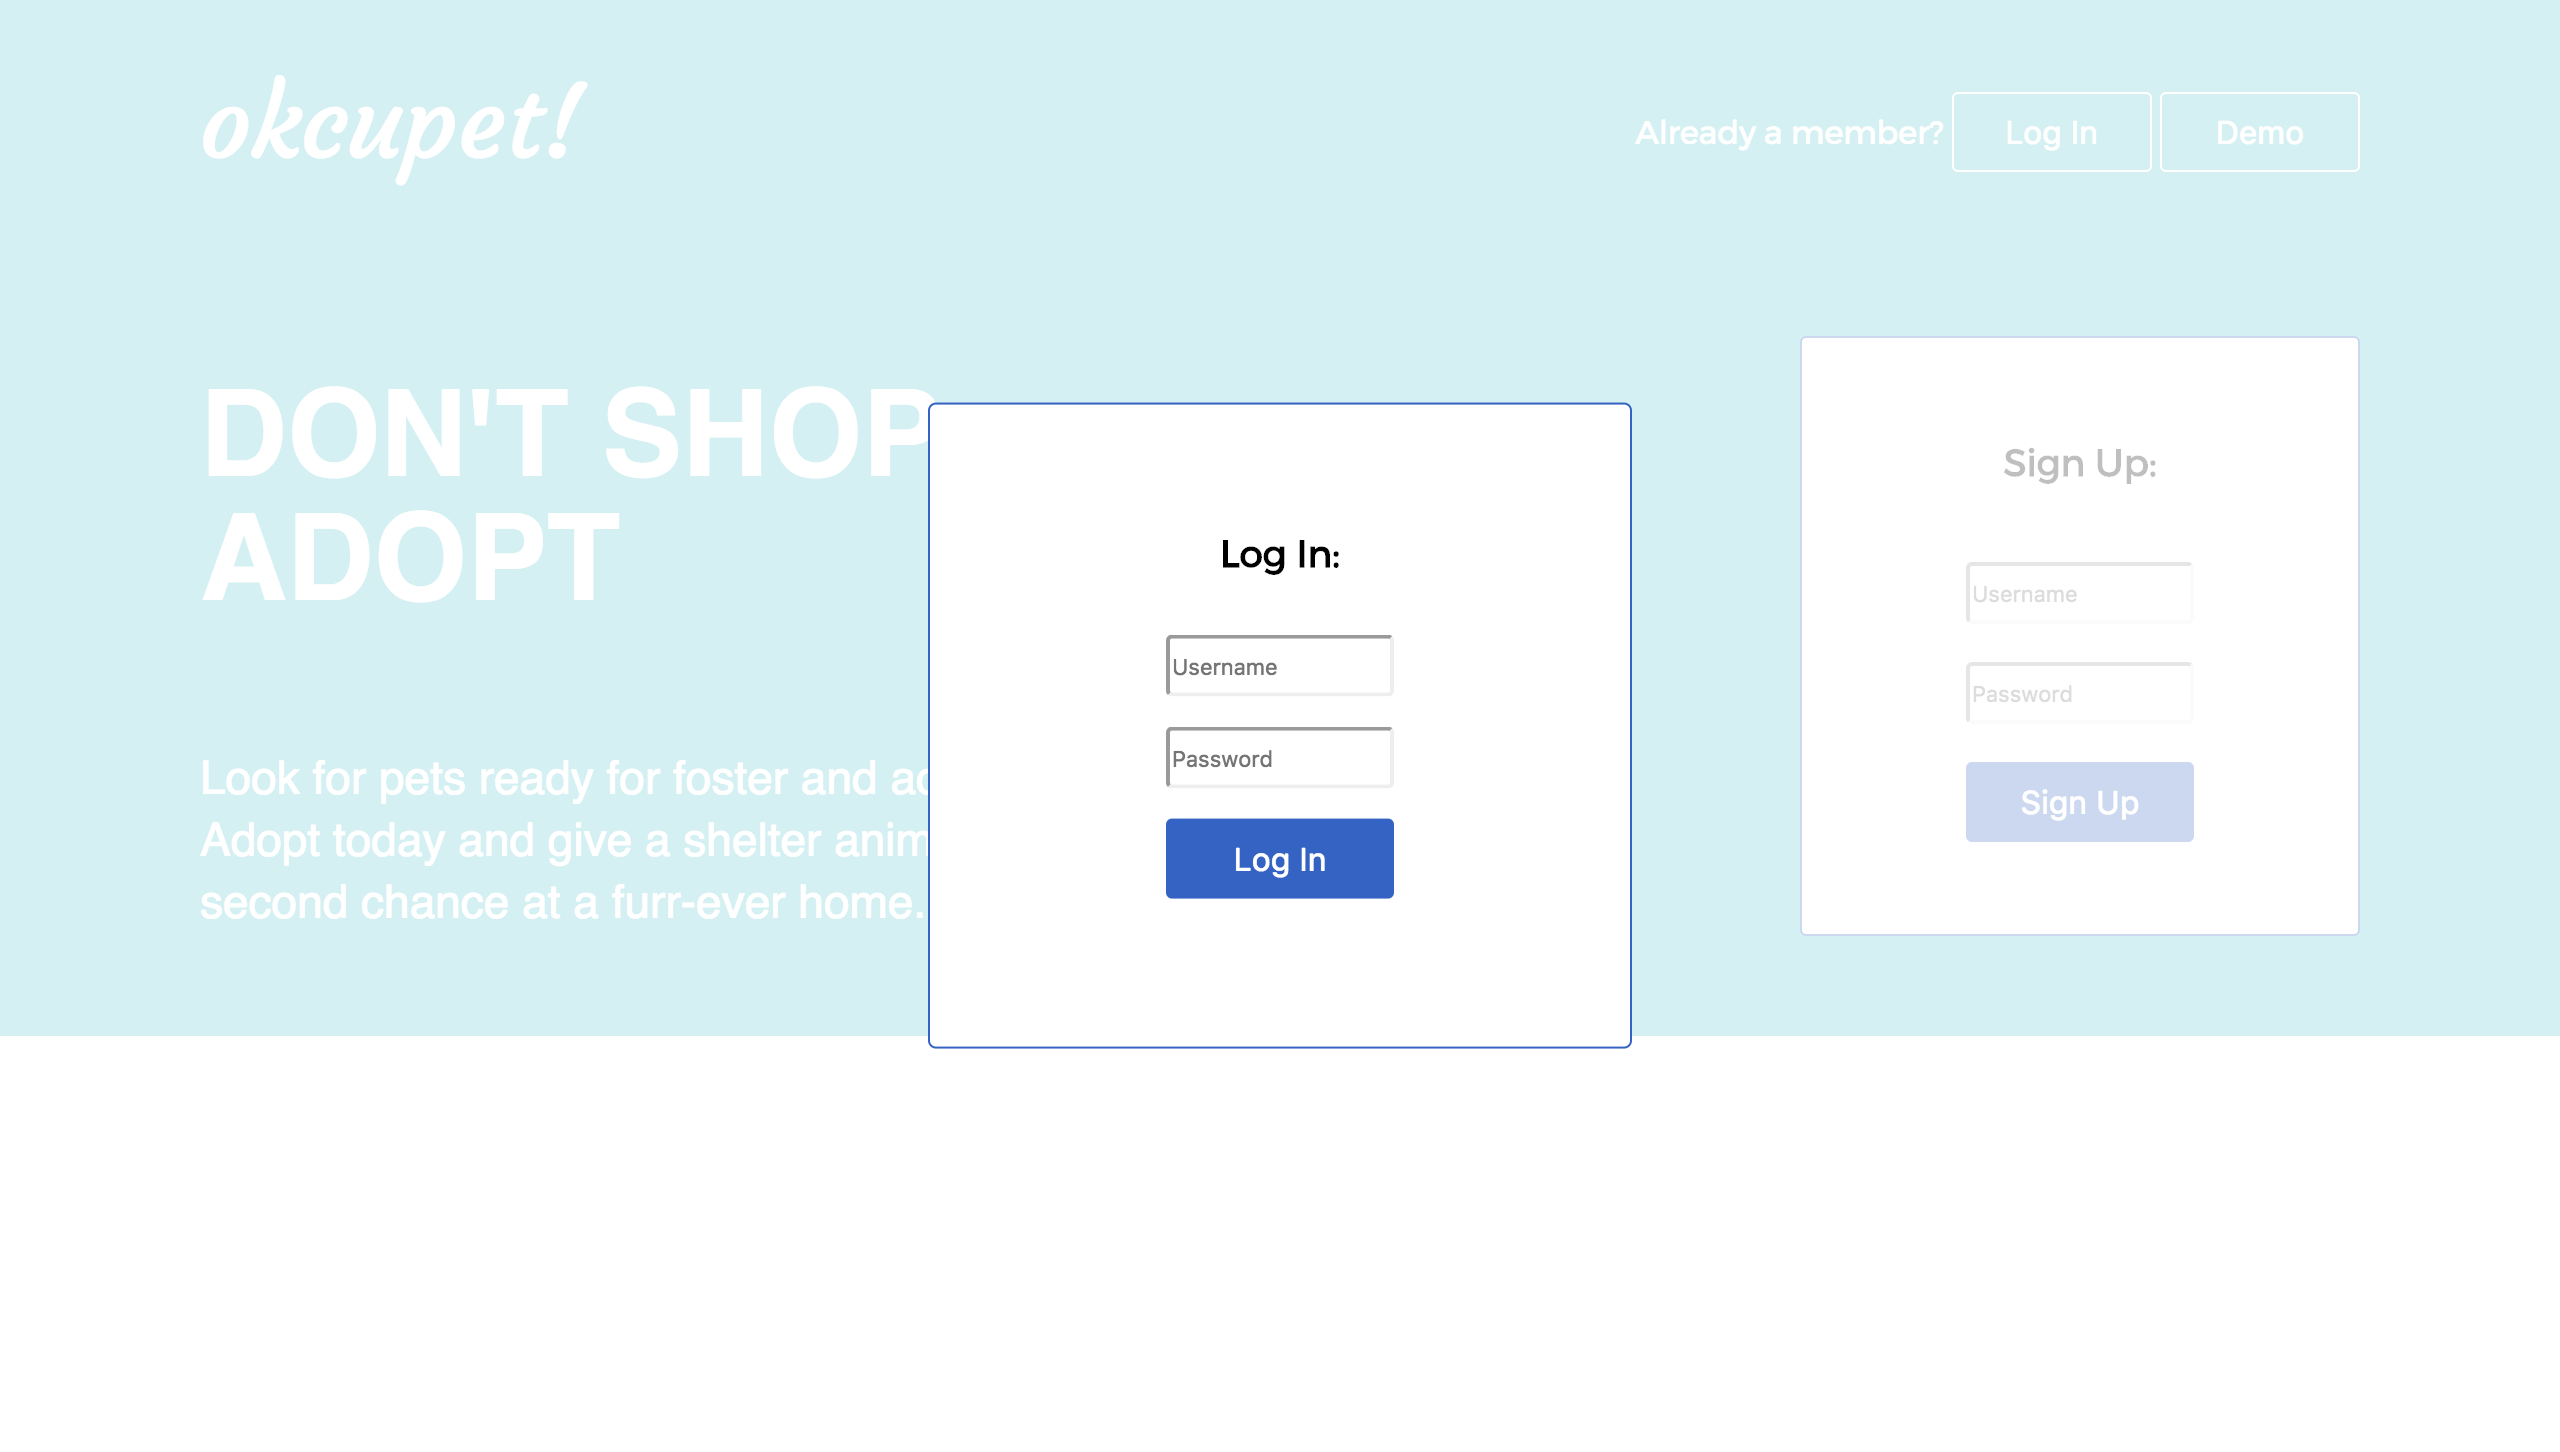 okcupet!
Already a member?
Log In
Demo
DON'T SHOP
ADOPT
Look for pets ready for foster and
Adopt today and give a shelter
second chance at a furr-ever home.
Log In:
Username
Password
Log In
Sign Up:
Username
Password
Sign Up